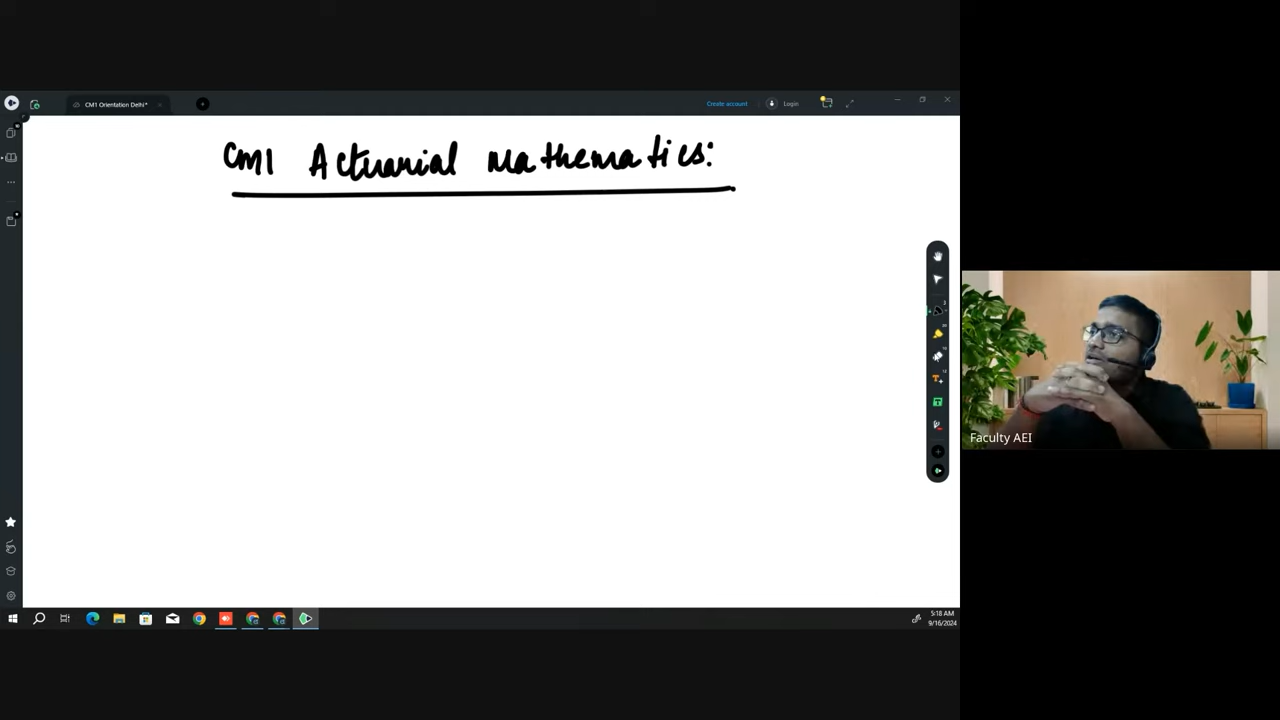 CM1 Orientation Delhi*
Create account
Login
CM1 Actuarial Mathematics:
Faculty AEI
5:18 AM
9/16/2024